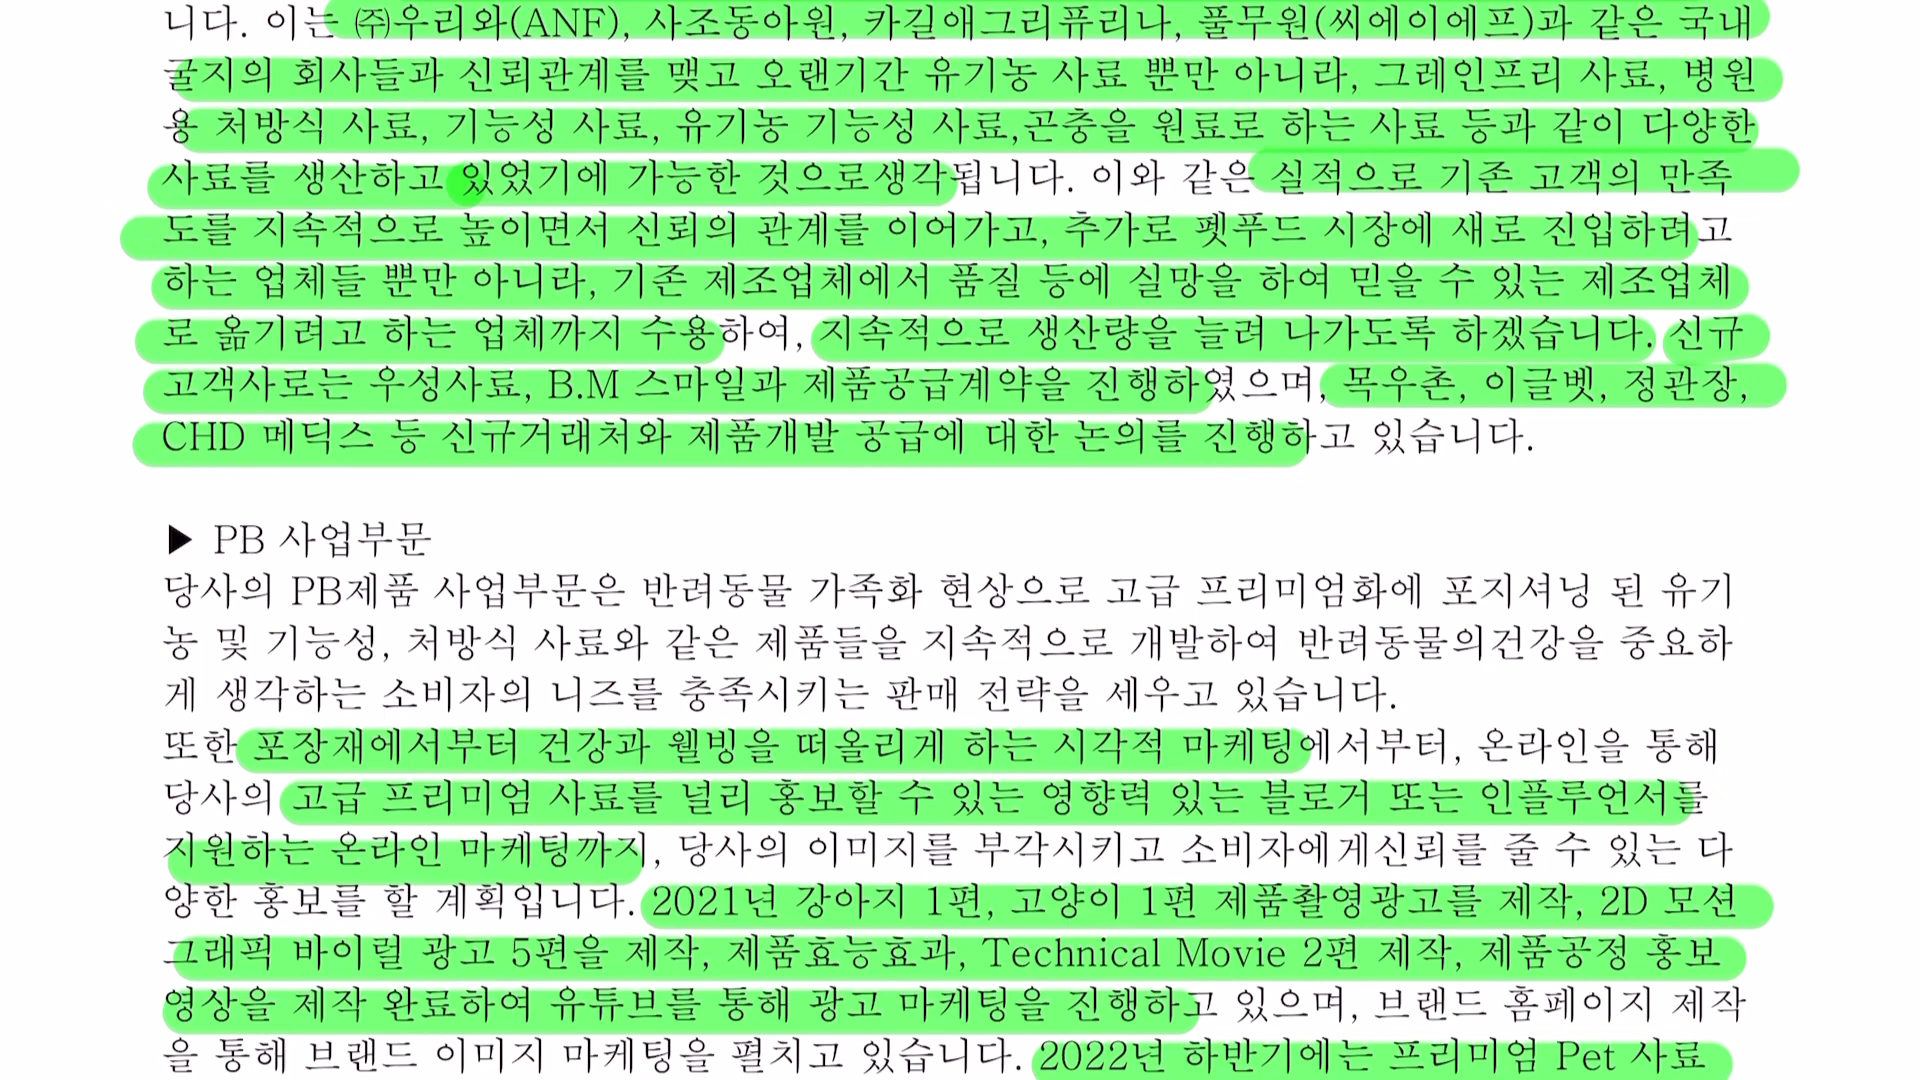 니다. 이는 ㈜우리와(ANF), 사조동아원, 카길애그리퓨리나, 풀무원(씨에이에프)과 같은 국내
굴지의 회사들과 신뢰관계를 맺고 오랜기간 유기농 사료 뿐만 아니라, 그레인프리 사료, 병원
용 처방식 사료, 기능성 사료, 유기농 기능성 사료,곤충을 원료로 하는 사료 등과 같이 다양한
사료를 생산하고 있었기에 가능한 것으로생각됩니다. 이와 같은 실적으로 기존 고객의 만족
도를 지속적으로 높이면서 신뢰의 관계를 이어가고, 추가로 펫푸드 시장에 새로 진입하려고
하는 업체들 뿐만 아니라, 기존 제조업체에서 품질 등에 실망을 하여 믿을 수 있는 제조업체
로 옮기려고 하는 업체까지 수용하여, 지속적으로 생산량을 늘려 나가도록 하겠습니다. 신규
고객사로는 우성사료, B.M 스마일과 제품공급계약을 진행하였으며, 목우촌, 이글벳, 정관장,
CHD 메딕스 등 신규거래처와 제품개발 공급에 대한 논의를 진행하고 있습니다.
▶ PB 사업부문
당사의 PB제품 사업부문은 반려동물 가족화 현상으로 고급 프리미엄화에 포지셔닝 된 유기
농 및 기능성, 처방식 사료와 같은 제품들을 지속적으로 개발하여 반려동물의건강을 중요하
게 생각하는 소비자의 니즈를 충족시키는 판매 전략을 세우고 있습니다.
또한 포장재에서부터 건강과 웰빙을 떠올리게 하는 시각적 마케팅에서부터, 온라인을 통해
당사의 고급 프리미엄 사료를 널리 홍보할 수 있는 영향력 있는 블로거 또는 인플루언서를
지원하는 온라인 마케팅까지, 당사의 이미지를 부각시키고 소비자에게신뢰를 줄 수 있는 다
양한 홍보를 할 계획입니다. 2021년 강아지 1편, 고양이 1편 제품촬영광고를 제작, 2D 모션
그래픽 바이럴 광고 5편을 제작, 제품효능효과, Technical Movie 2편 제작, 제품공정 홍보
영상을 제작 완료하여 유튜브를 통해 광고 마케팅을 진행하고 있으며, 브랜드 홈페이지 제작
을 통해 브랜드 이미지 마케팅을 펼치고 있습니다. 2022년 하반기에는 프리미엄 Pet 사료